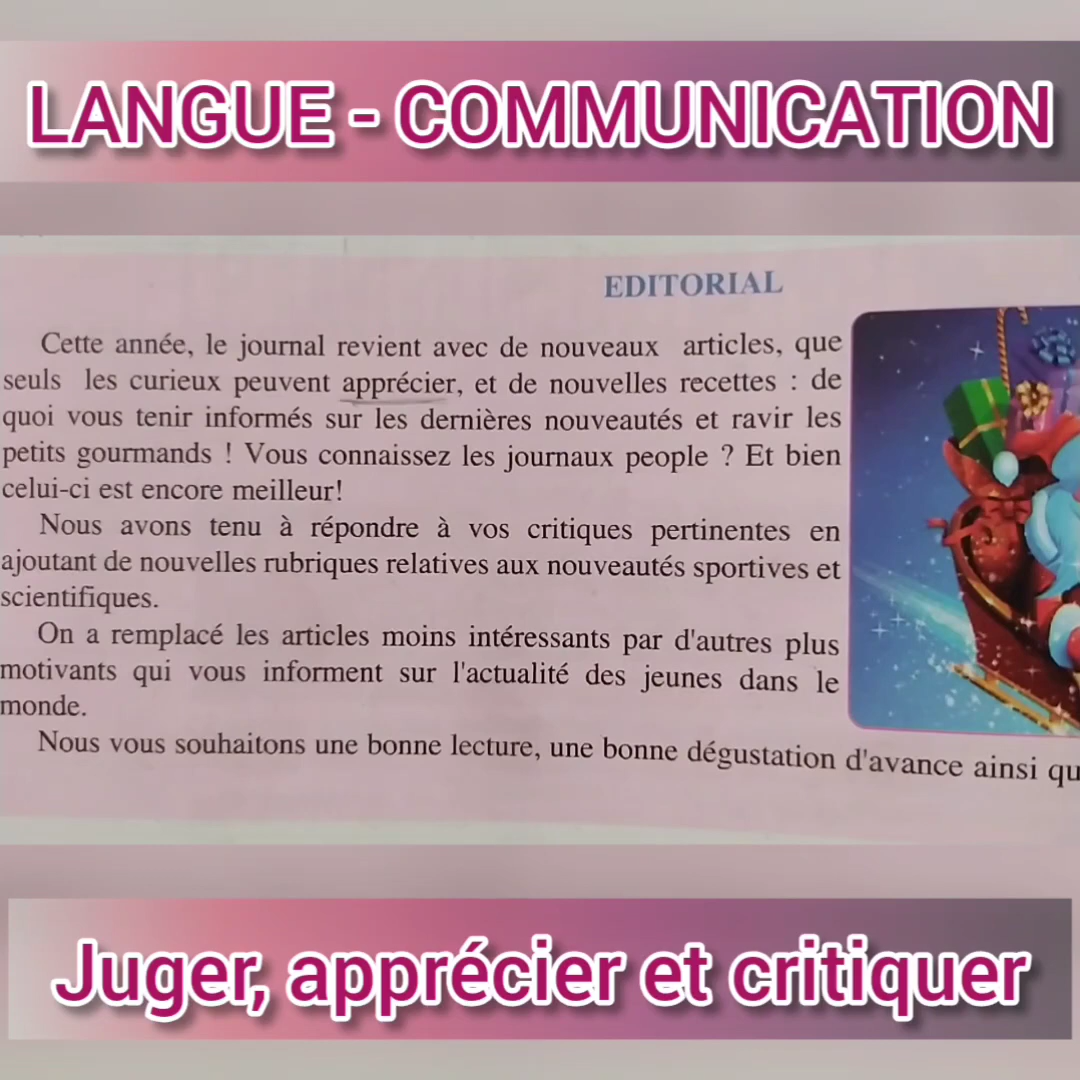 LANGUE - COMMUNICATION
EDITORIAL
Cette année, le journal revient avec de nouveaux articles, que
seuls les curieux peuvent apprécier, et de nouvelles recettes : de
quoi vous tenir informés sur les dernières nouveautés et ravir les
petits gourmands ! Vous connaissez les journaux people ? Et bien
celui-ci est encore meilleur!
Nous avons tenu à répondre à vos critiques pertinentes en
ajoutant de nouvelles rubriques relatives aux nouveautés sportives et
scientifiques.
On a remplacé les articles moins intéressants par d'autres plus
motivants qui vous informent sur l'actualité des jeunes dans le
monde.
Nous vous souhaitons une bonne lecture, une bonne dégustation d'avance ainsi qu
Juger, apprécier et critiquer